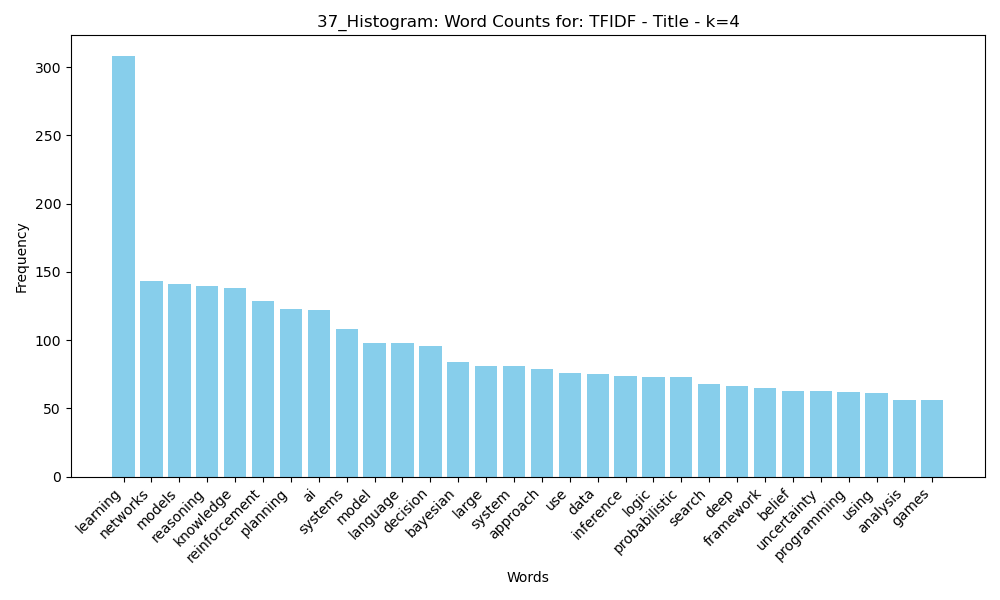 37_Histogram: Word Counts for: TFIDF - Title - k=4
Frequency
300
250
200
150
100
50
0
learning
networks
models
reasoning
knowledge
reinforcement
planning
ai
systems
model
language
decision
bayesian
large
system
approach
use
data
inference
logic
probabilistic
search
deep
framework
belief
uncertainty
programming
using
analysis
games
Words